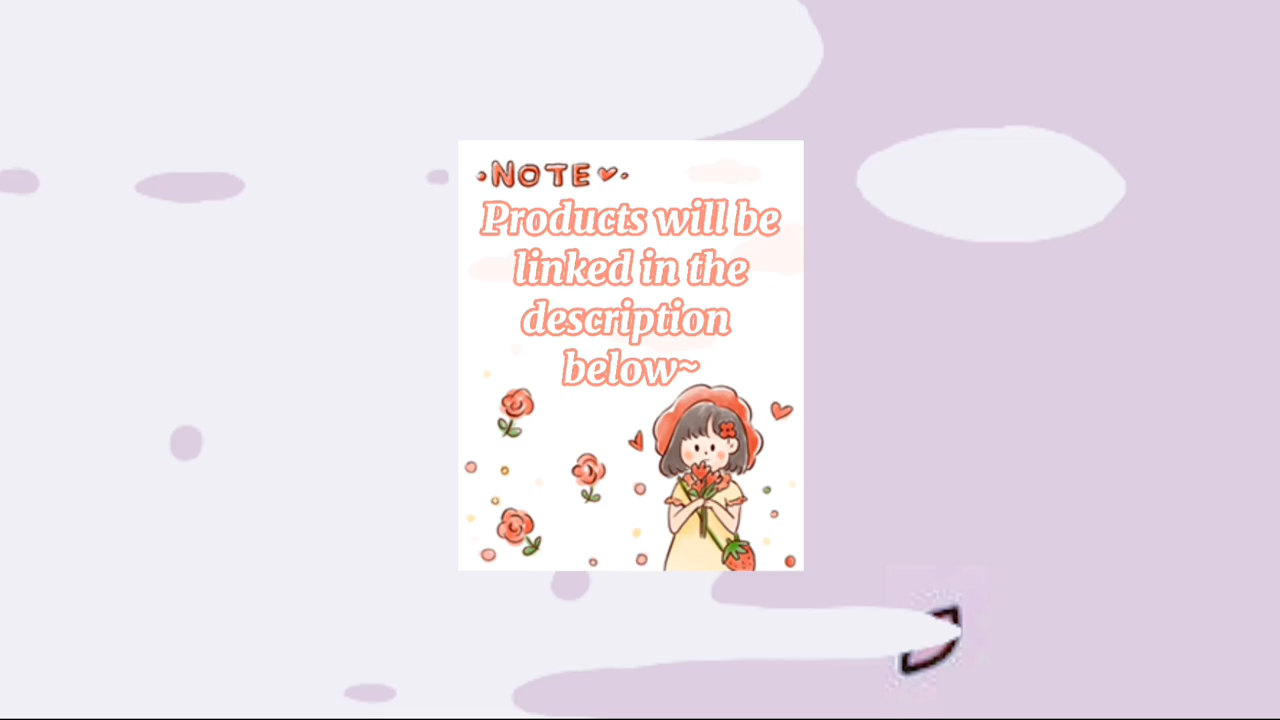 ·NOTE♥·
Products will be
linked in the
description
below~